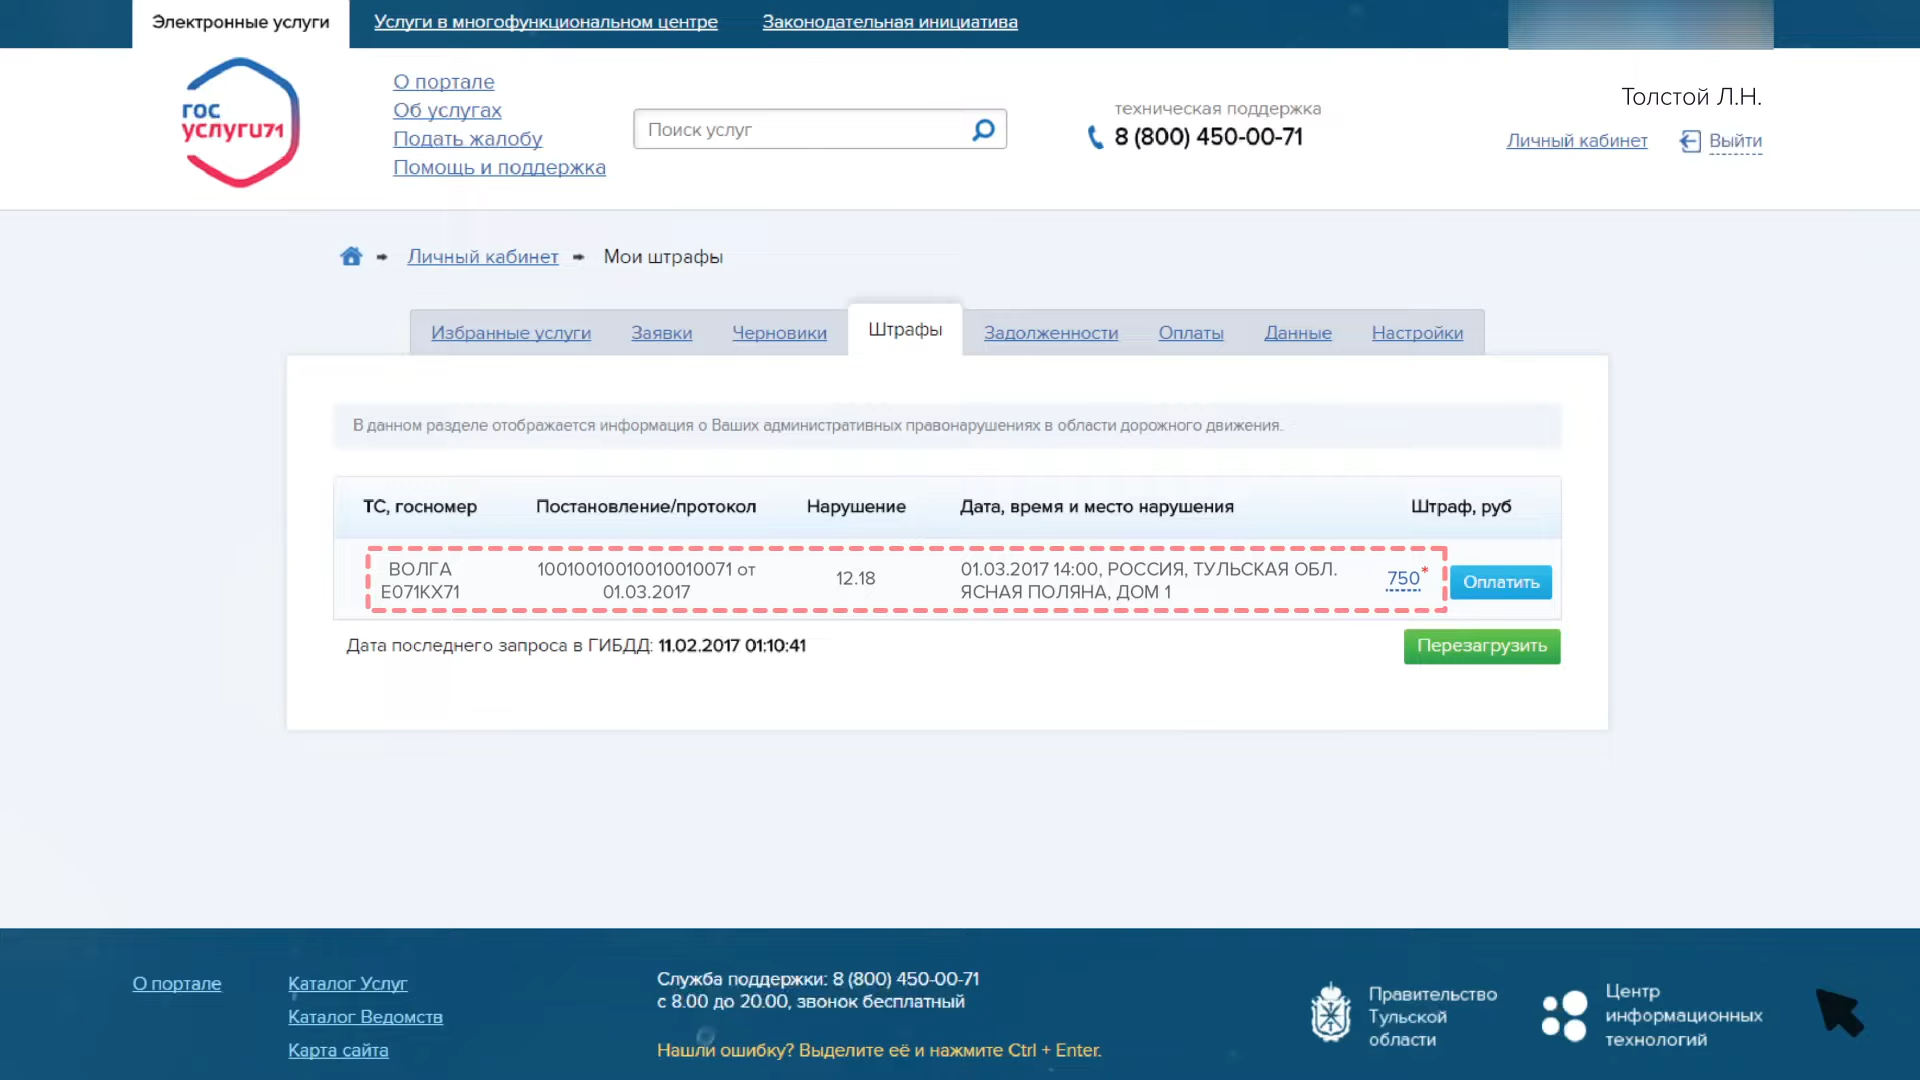 Электронные услуги
Услуги в многофункциональном центре
Законодательная инициатива
гос
услуги71
О портале
Об услугах
Подать жалобу
Помощь и поддержка
Поиск услуг
техническая поддержка
8 (800) 450-00-71
Толстой Л.Н.
Личный кабинет
Выйти
Личный кабинет
Мои штрафы
Избранные услуги
Заявки
Черновики
Штрафы
Задолженности
Оплаты
Данные
Настройки
В данном разделе отображается информация о Ваших административных правонарушениях в области дорожного движения.
ТС, госномер
Постановление/протокол
Нарушение
Дата, время и место нарушения
Штраф, руб
ВОЛГА
Е071КХ71
10010010010010010071 от
01.03.2017
12.18
01.03.2017 14:00, РОССИЯ, ТУЛЬСКАЯ ОБЛ.
ЯСНАЯ ПОЛЯНА, ДОМ 1
750*
Оплатить
Дата последнего запроса в ГИБДД: 11.02.2017 01:10:41
Перезагрузить
О портале
Каталог Услуг
Каталог Ведомств
Карта сайта
Служба поддержки: 8 (800) 450-00-71
с 8.00 до 20.00, звонок бесплатный
Нашли ошибку? Выделите её и нажмите Ctrl + Enter.
Правительство
Тульской
области
Центр
информационных
технологий